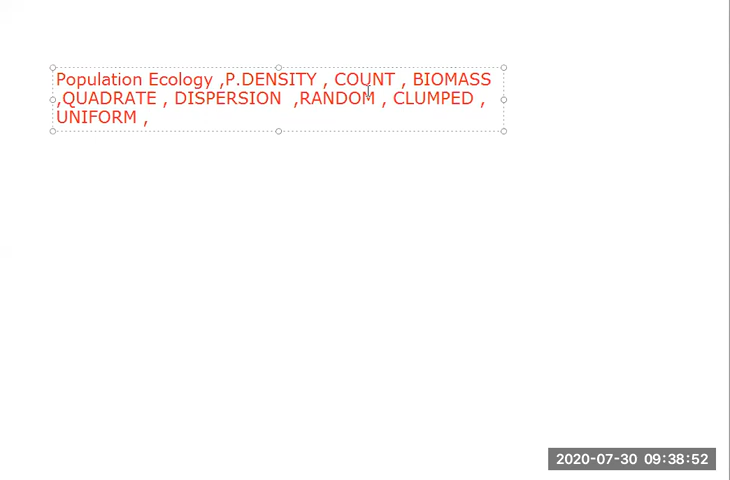 Population Ecology ,P.DENSITY , COUNT , BIOMASS
,QUADRATE , DISPERSION  ,RANDOM , CLUMPED ,
UNIFORM ,
2020-07-30 09:38:52